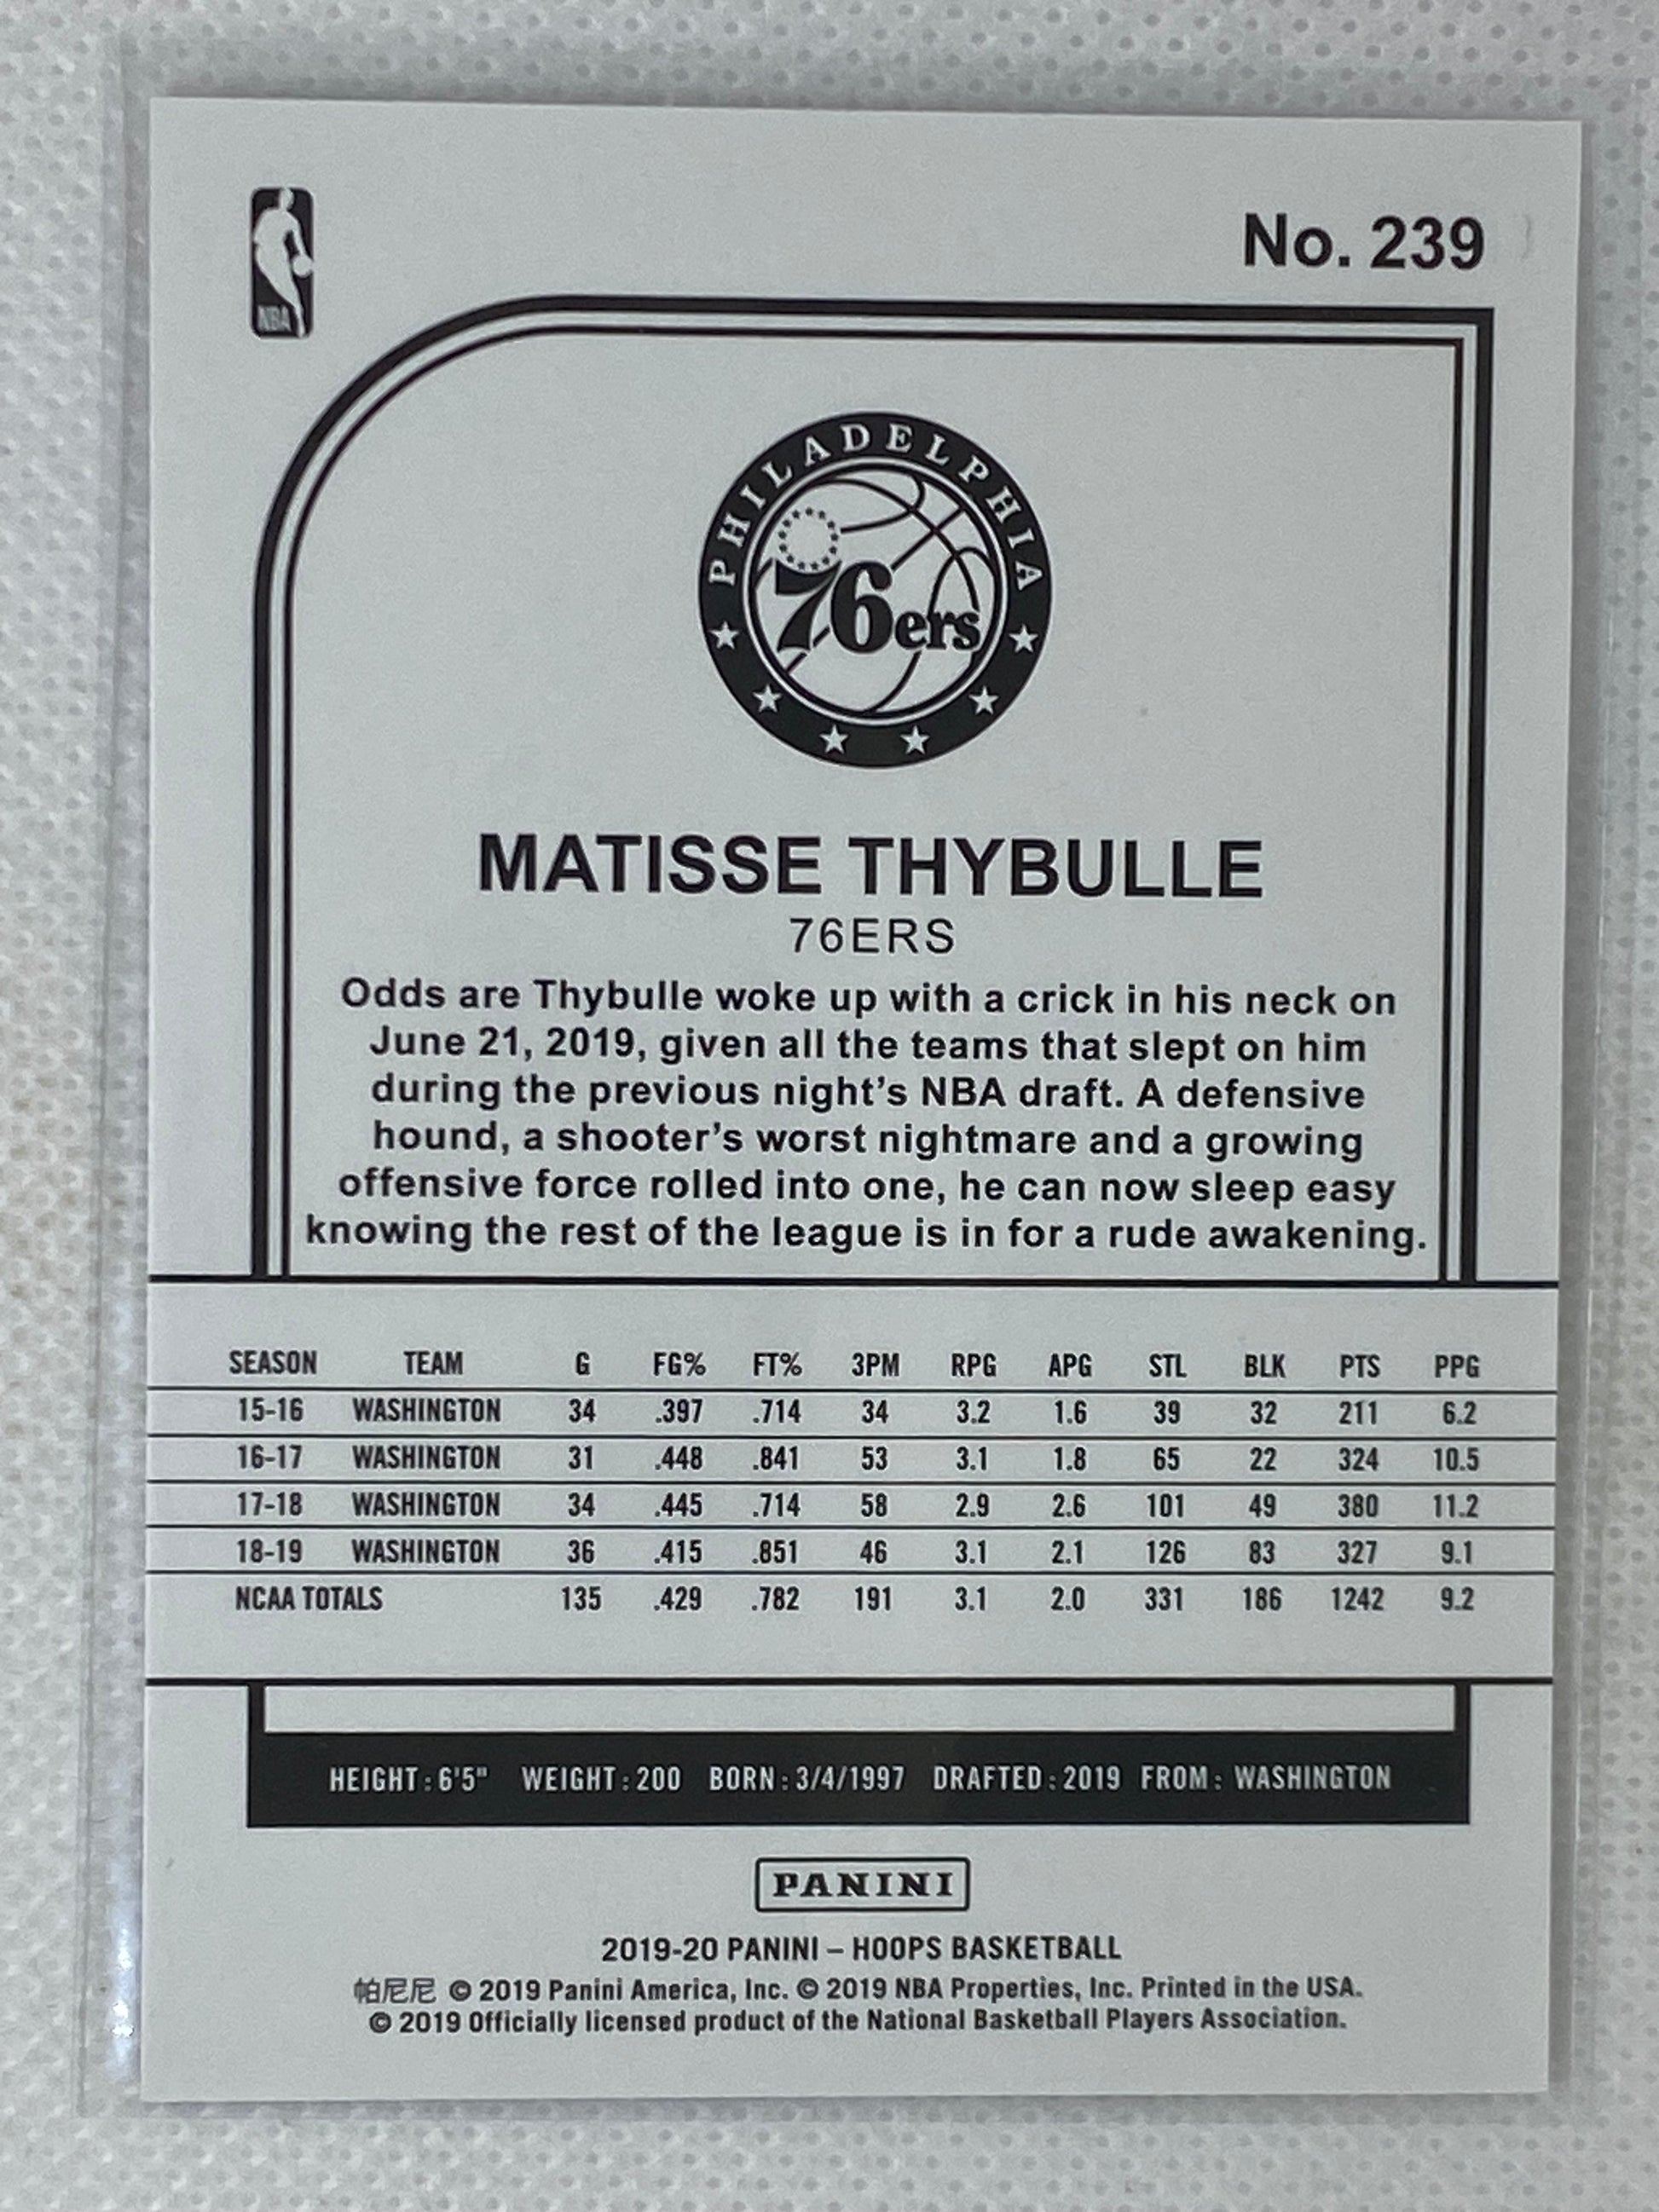 NBA
No. 239
PHILADELPHIA
76ers
MATISSE THYBULLE
76ERS
Odds are Thybulle woke up with a crick in his neck on
June 21, 2019, given all the teams that slept on him
during the previous night's NBA draft. A defensive
hound, a shooter's worst nightmare and a growing
offensive force rolled into one, he can now sleep easy
knowing the rest of the league is in for a rude awakening.
SEASON TEAM G FG% FT% 3PM RPG APG STL BLK PTS PPG
15-16 WASHINGTON 34 .397 .714 34 3.2 1.6 39 32 211 6.2
16-17 WASHINGTON 31 .448 .841 53 3.1 1.8 65 22 324 10.5
17-18 WASHINGTON 34 .445 .714 58 2.9 2.6 101 49 380 11.2
18-19 WASHINGTON 36 .415 .851 46 3.1 2.1 126 83 327 9.1
NCAA TOTALS 135 .429 .782 191 3.1 2.0 331 186 1242 9.2
HEIGHT: 6'5" WEIGHT: 200 BORN: 3/4/1997 DRAFTED: 2019 FROM: WASHINGTON
PANINI
2019-20 PANINI – HOOPS BASKETBALL
帕尼尼 © 2019 Panini America, Inc. © 2019 NBA Properties, Inc. Printed in the USA.
© 2019 Officially licensed product of the National Basketball Players Association.